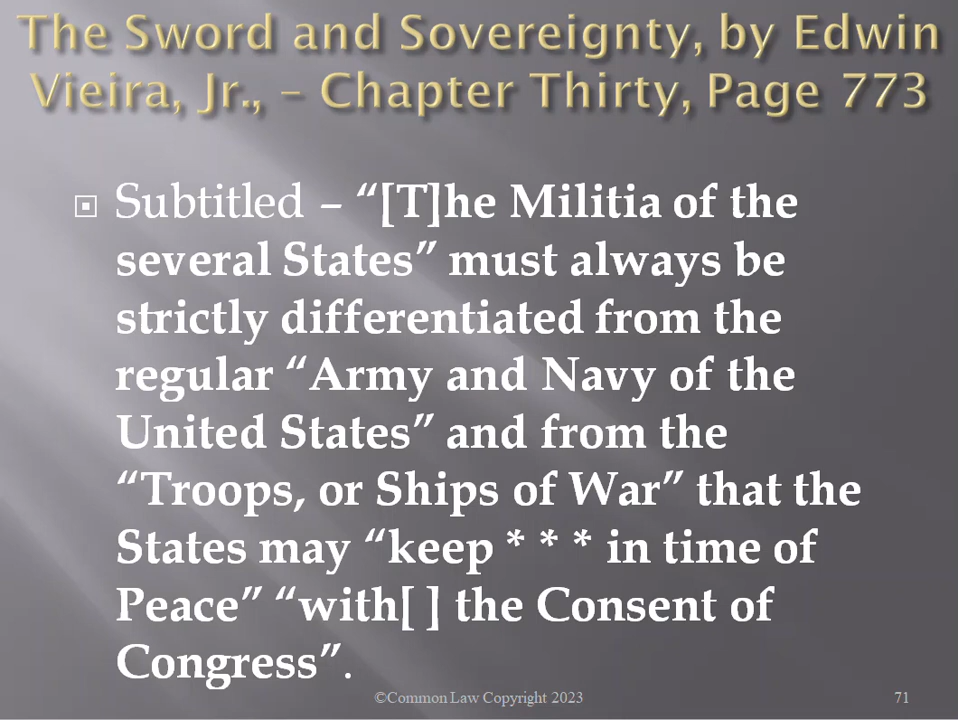 The Sword and Sovereignty, by Edwin
Vieira, Jr., – Chapter Thirty, Page 773
Subtitled – “[T]he Militia of the
several States” must always be
strictly differentiated from the
regular “Army and Navy of the
United States” and from the
“Troops, or Ships of War” that the
States may “keep * * * in time of
Peace” “with[ ] the Consent of
Congress”.
©Common Law Copyright 2023
71